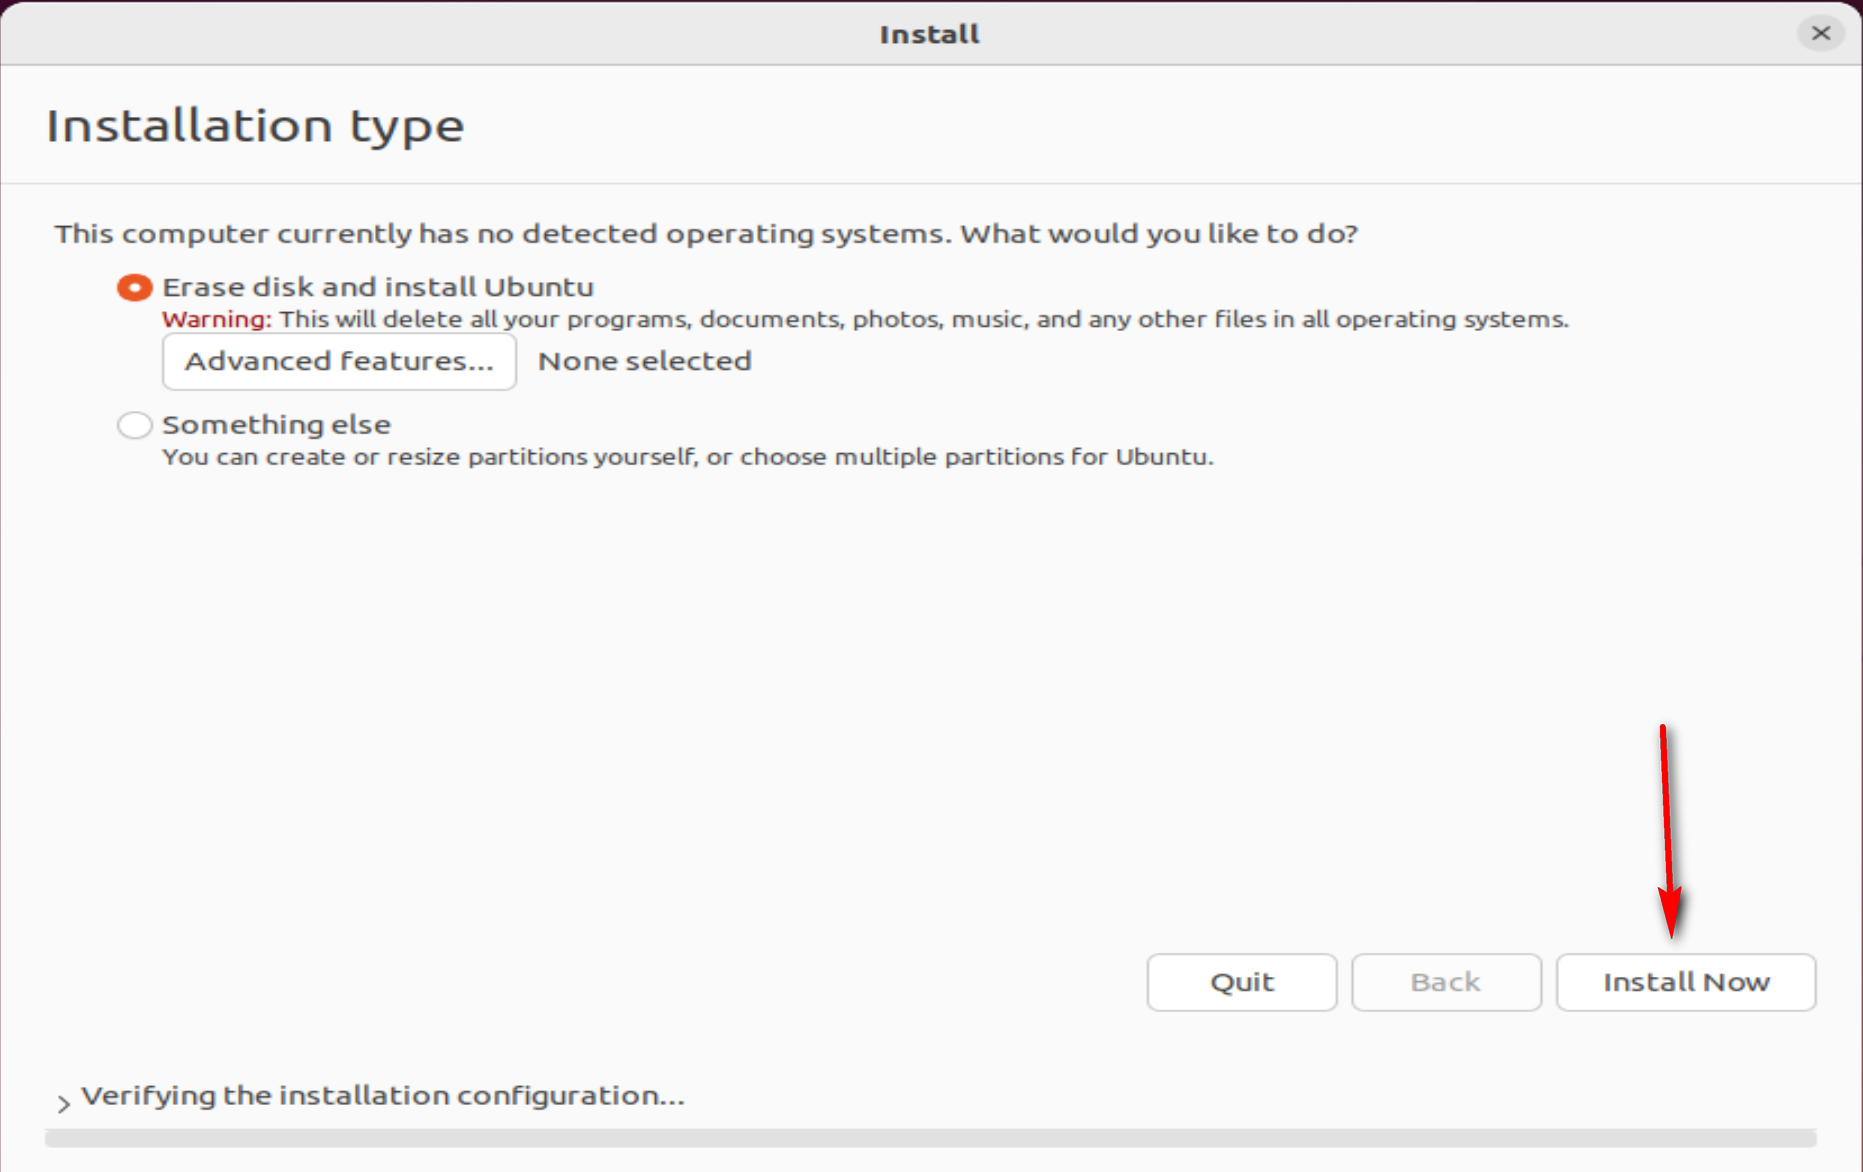 Install
Installation type
This computer currently has no detected operating systems. What would you like to do?
Erase disk and install Ubuntu
Warning: This will delete all your programs, documents, photos, music, and any other files in all operating systems.
Advanced features... None selected
Something else
You can create or resize partitions yourself, or choose multiple partitions for Ubuntu.
Quit Back Install Now
Verifying the installation configuration...